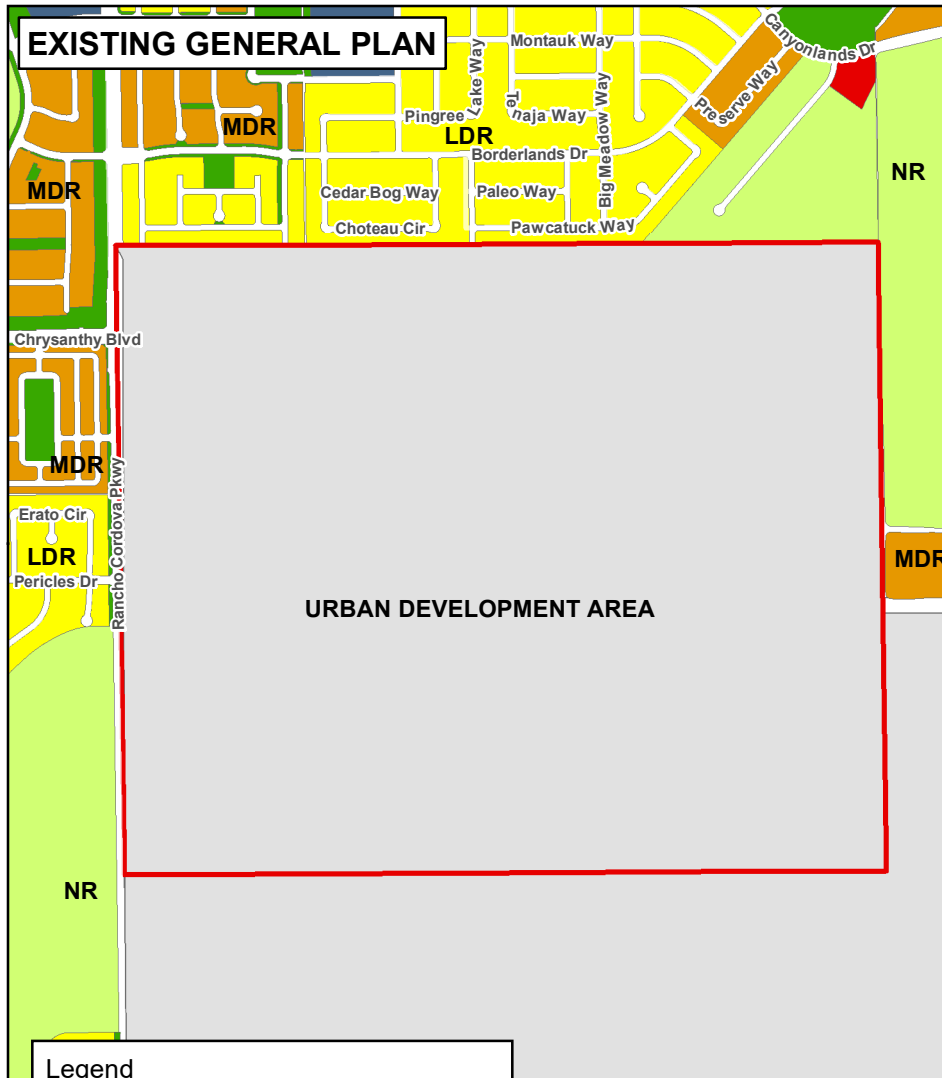 EXISTING GENERAL PLAN
Canyonlands Dr
Montauk Way
Lake Way
Pingree
Tenaja Way
Big Meadow Way
Preserve Way
MDR
LDR
Borderlands Dr
NR
MDR
Cedar Bog Way
Paleo Way
Choteau Cir
Pawcatuck Way
Chrysanthy Blvd
MDR
Rancho Cordova Pkwy
Erato Cir
LDR
MDR
Pericles Dr
URBAN DEVELOPMENT AREA
NR
Legend